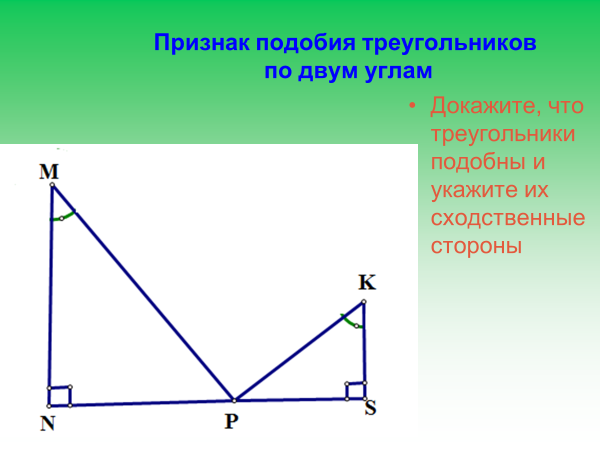 Признак подобия треугольников
по двум углам
• Докажите, что
треугольники
подобны и
укажите их
сходственные
стороны
M
K
N
P
S